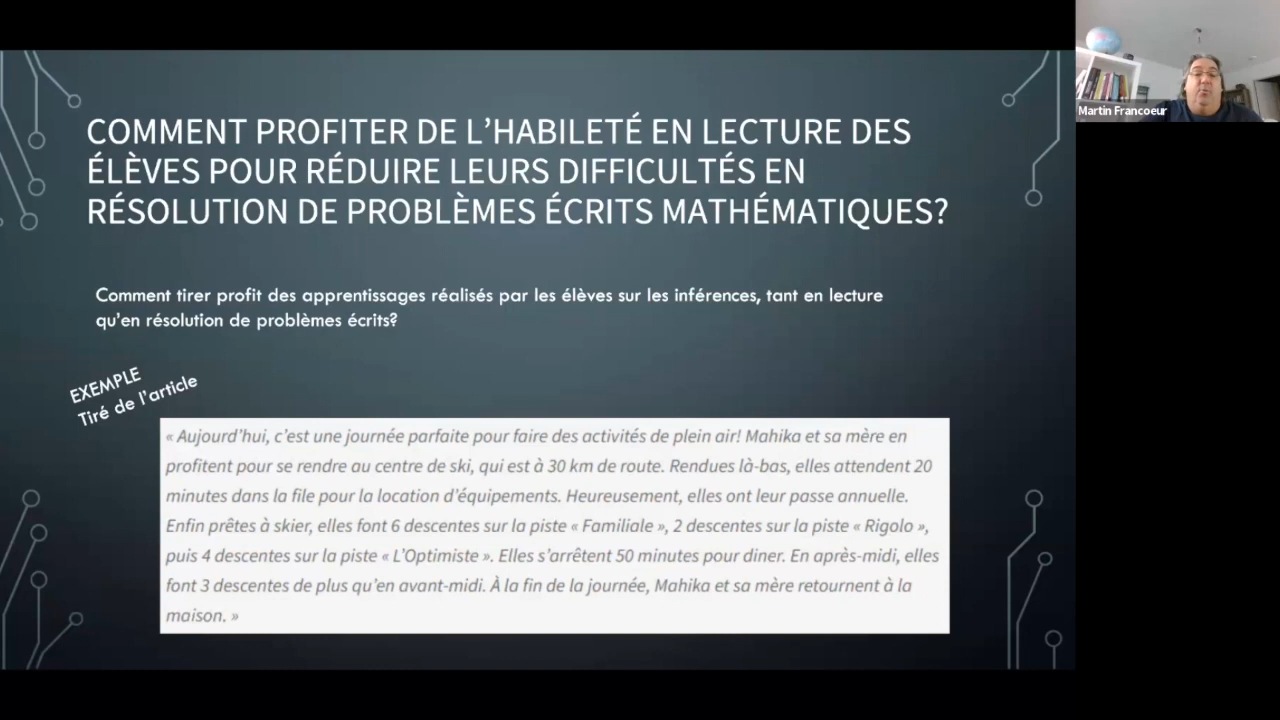 COMMENT PROFITER DE L'HABILETÉ EN LECTURE DES
ÉLÈVES POUR RÉDUIRE LEURS DIFFICULTÉS EN
RÉSOLUTION DE PROBLÈMES ÉCRITS MATHÉMATIQUES?
Comment tirer profit des apprentissages réalisés par les élèves sur les inférences, tant en lecture
qu'en résolution de problèmes écrits?
EXEMPLE
Tiré de l'article
« Aujourd'hui, c'est une journée parfaite pour faire des activités de plein air! Mahika et sa mère en
profitent pour se rendre au centre de ski, qui est à 30 km de route. Rendues là-bas, elles attendent 20
minutes dans la file pour la location d'équipements. Heureusement, elles ont leur passe annuelle.
Enfin prêtes à skier, elles font 6 descentes sur la piste « Familiale », 2 descentes sur la piste « Rigolo »,
puis 4 descentes sur la piste « L'Optimiste ». Elles s'arrêtent 50 minutes pour diner. En après-midi, elles
font 3 descentes de plus qu'en avant-midi. À la fin de la journée, Mahika et sa mère retournent à la
maison. »
Martin Francoeur